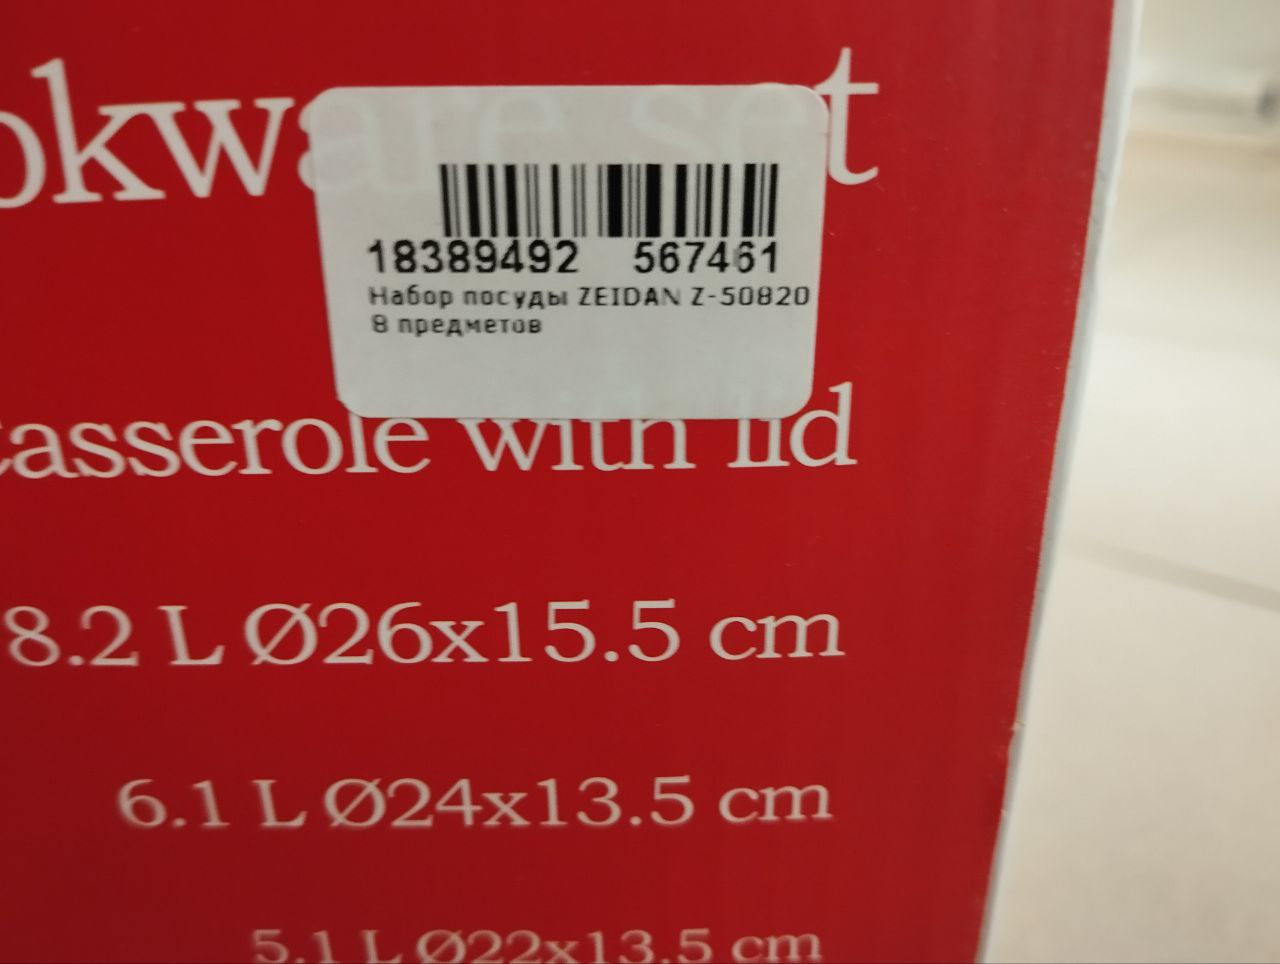 okware set
18389492 567461
Набор посуды ZEIDAN Z-50820
8 предметов
casserole with lid
8.2 L Ø26x15.5 cm
6.1 L Ø24x13.5 cm
5.1 L Ø22x13.5 cm